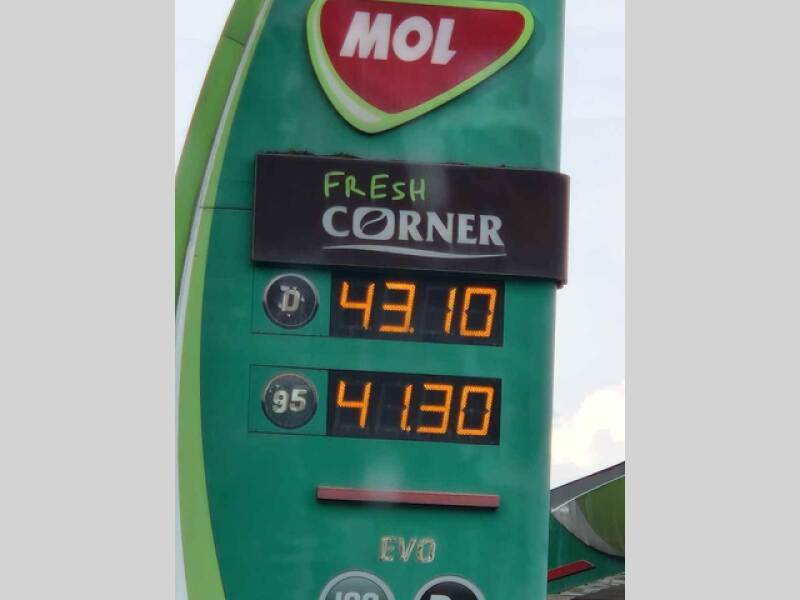 MOL
FRESH
CORNER
D 43.10
95 41.30
EVO